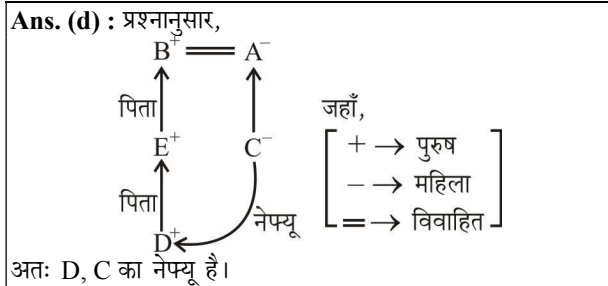 Ans. (d) : प्रश्नानुसार,
B+ = A−
पिता
जहाँ,
E+ C−
+ → पुरुष
− → महिला
= → विवाहित
पिता
नेफ्यू
D+
अतः D, C का नेफ्यू है।